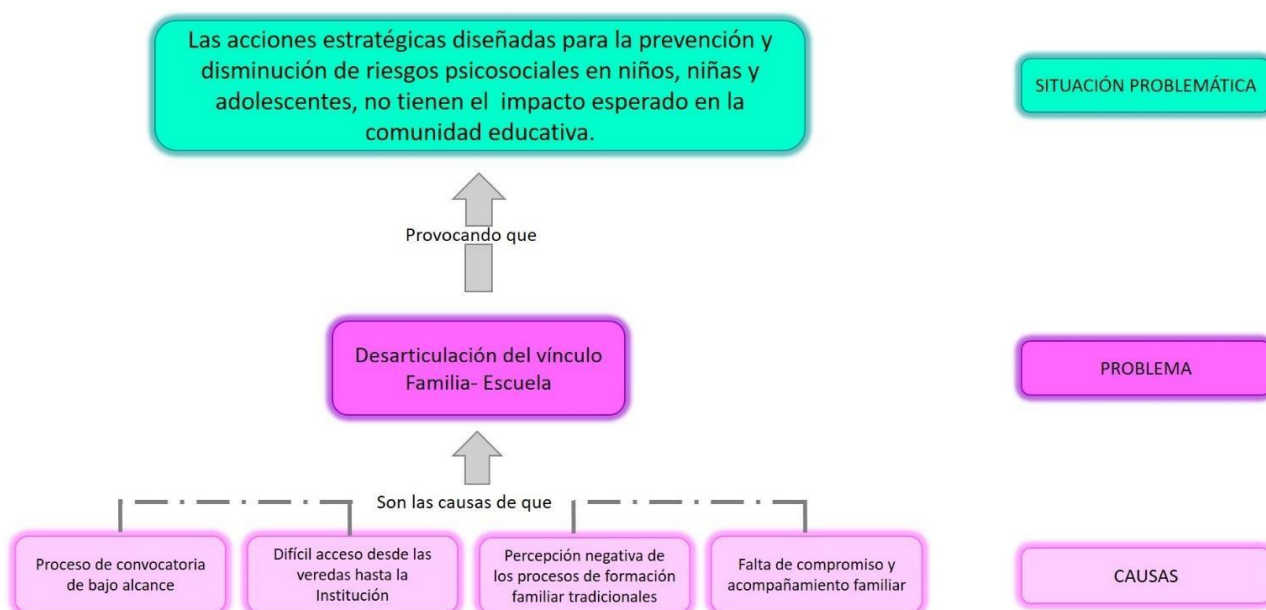 Las acciones estratégicas diseñadas para la prevención y
disminución de riesgos psicosociales en niños, niñas y
adolescentes, no tienen el impacto esperado en la
comunidad educativa.
SITUACIÓN PROBLEMÁTICA
Provocando que
Desarticulación del vínculo
Familia- Escuela
PROBLEMA
Son las causas de que
Proceso de convocatoria
de bajo alcance
Difícil acceso desde las
veredas hasta la
Institución
Percepción negativa de
los procesos de formación
familiar tradicionales
Falta de compromiso y
acompañamiento familiar
CAUSAS